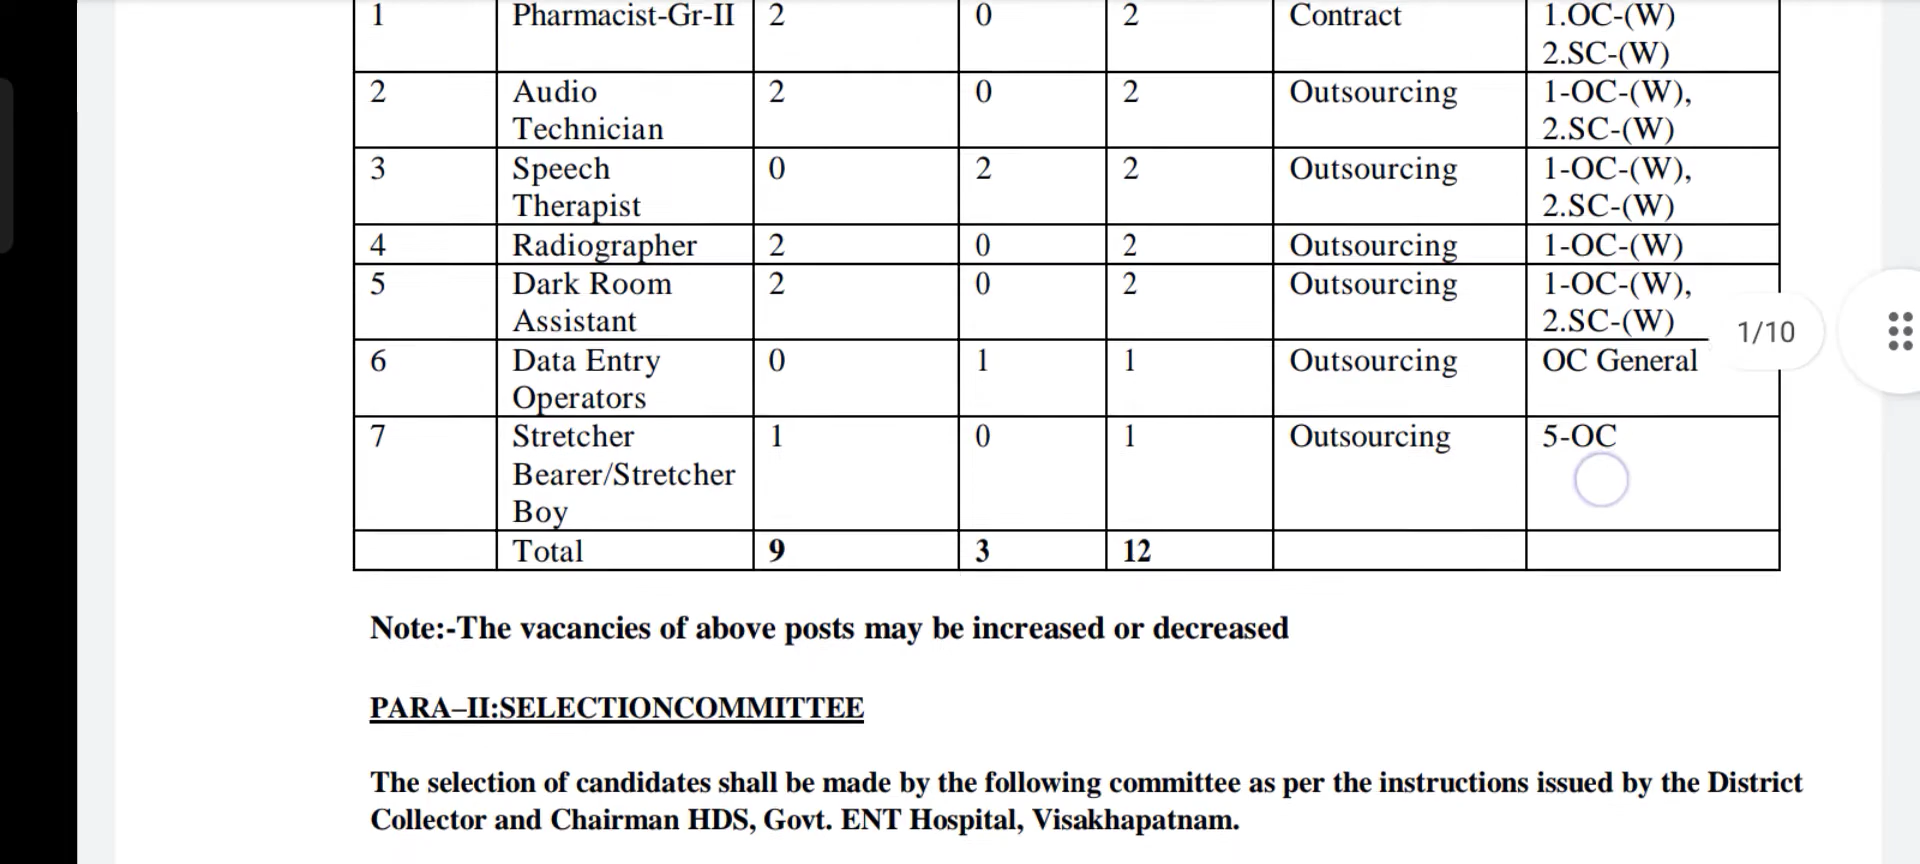 1 Pharmacist-Gr-II 2 0 2 Contract 1.OC-(W)
2.SC-(W)
2 Audio 2 0 2 Outsourcing 1-OC-(W),
Technician 2.SC-(W)
3 Speech 0 2 2 Outsourcing 1-OC-(W),
Therapist 2.SC-(W)
4 Radiographer 2 0 2 Outsourcing 1-OC-(W)
5 Dark Room 2 0 2 Outsourcing 1-OC-(W),
Assistant 2.SC-(W)
1/10
6 Data Entry 0 1 1 Outsourcing OC General
Operators
7 Stretcher 1 0 1 Outsourcing 5-OC
Bearer/Stretcher
Boy
Total 9 3 12
Note:-The vacancies of above posts may be increased or decreased
PARA–II:SELECTIONCOMMITTEE
The selection of candidates shall be made by the following committee as per the instructions issued by the District
Collector and Chairman HDS, Govt. ENT Hospital, Visakhapatnam.